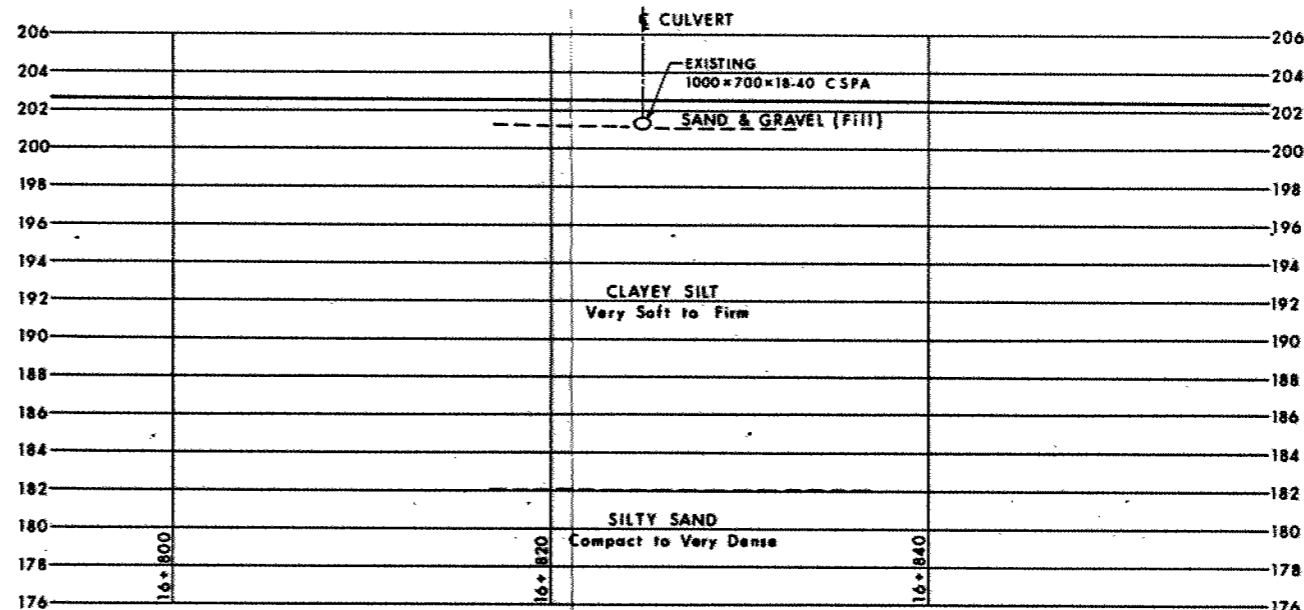 ℄ CULVERT
206 206
EXISTING
204 204
1000×700×18-40 CSPA
202 202
SAND & GRAVEL (Fill)
200 200
198 198
196 196
194 194
CLAYEY SILT
192 192
Very Soft to Firm
190 190
188 188
186 186
184 184
182 182
SILTY SAND
180 180
Compact to Very Dense
178 178
16+800 16+820 16+840
176 176